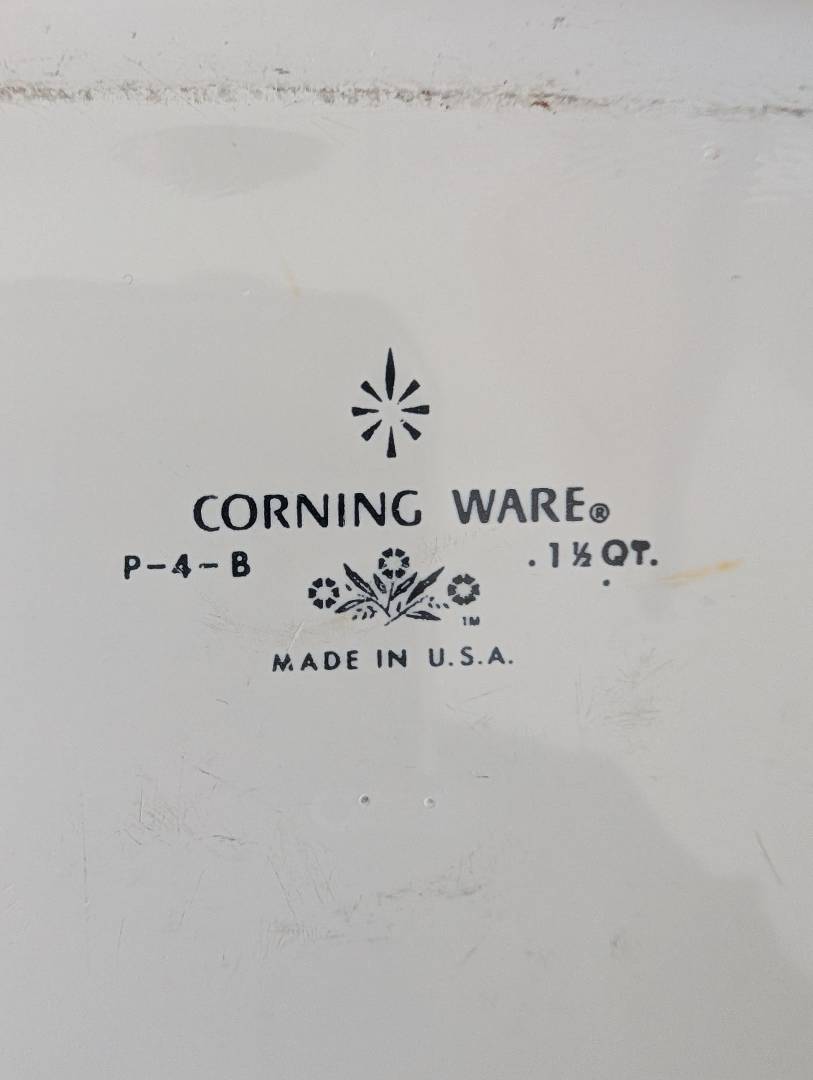 CORNING WARE®
P-4-B .1½ QT.
TM
MADE IN U.S.A.